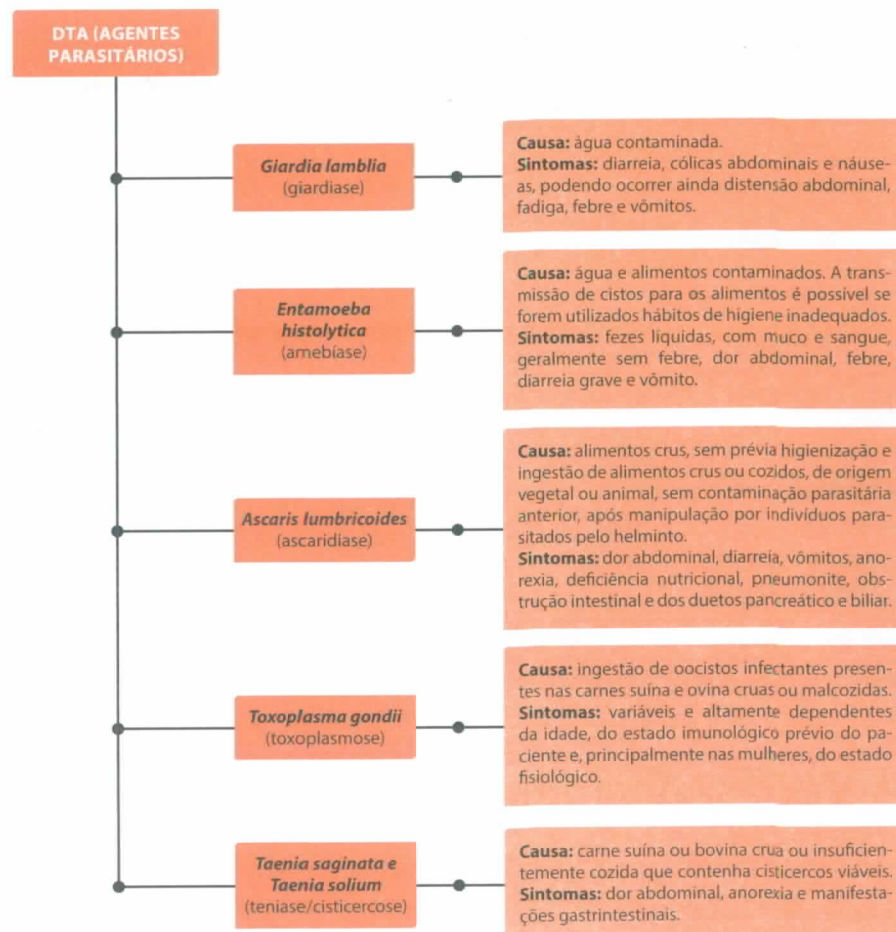 DTA (AGENTES
PARASITÁRIOS)
Giardia lamblia
(giardiase)
Causa: água contaminada.
Sintomas: diarreia, cólicas abdominais e náuse-
as, podendo ocorrer ainda distensão abdominal,
fadiga, febre e vômitos.
Entamoeba
histolytica
(amebíase)
Causa: água e alimentos contaminados. A trans-
missão de cistos para os alimentos é possível se
forem utilizados hábitos de higiene inadequados.
Sintomas: fezes líquidas, com muco e sangue,
geralmente sem febre, dor abdominal, febre,
diarreia grave e vômito.
Ascaris lumbricoides
(ascaridiase)
Causa: alimentos crus, sem prévia higienização e
ingestão de alimentos crus ou cozidos, de origem
vegetal ou animal, sem contaminação parasitária
anterior, após manipulação por indivíduos para-
sitados pelo helminto.
Sintomas: dor abdominal, diarreia, vômitos, ano-
rexia, deficiência nutricional, pneumonite, obs-
trução intestinal e dos duetos pancreático e biliar.
Toxoplasma gondii
(toxoplasmose)
Causa: ingestão de oocistos infectantes presen-
tes nas carnes suína e ovina cruas ou malcozidas.
Sintomas: variáveis e altamente dependentes
da idade, do estado imunológico prévio do pa-
ciente e, principalmente nas mulheres, do estado
fisiológico.
Taenia saginata e
Taenia solium
(teniase/cisticercose)
Causa: carne suína ou bovina crua ou insuficien-
temente cozida que contenha cisticercos viáveis.
Sintomas: dor abdominal, anorexia e manifesta-
ções gastrintestinais.